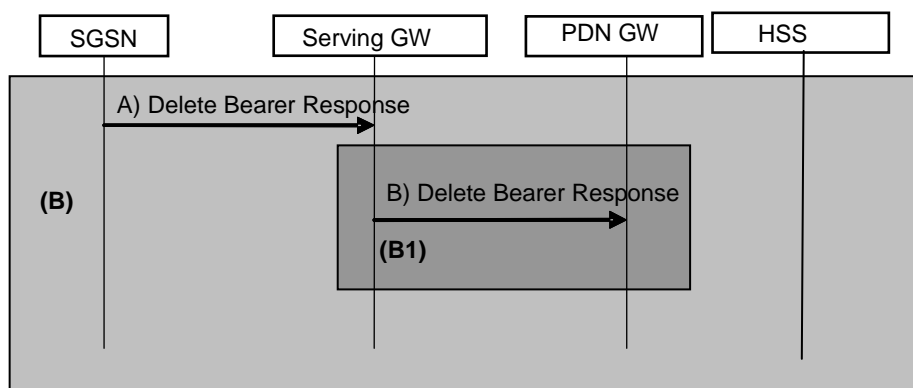 SGSN
Serving GW
PDN GW
HSS
A) Delete Bearer Response
B) Delete Bearer Response
(B)
(B1)